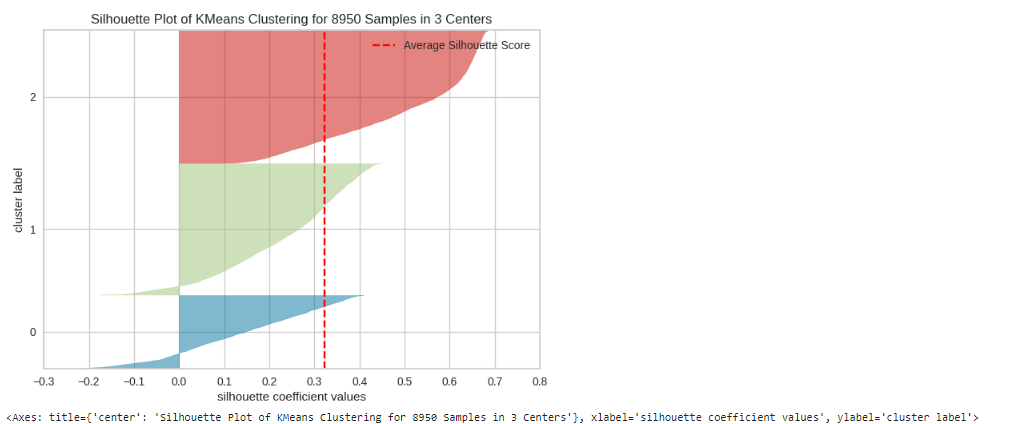 Silhouette Plot of KMeans Clustering for 8950 Samples in 3 Centers
Average Silhouette Score
2
1
0
cluster label
−0.3 −0.2 −0.1 0.0 0.1 0.2 0.3 0.4 0.5 0.6 0.7 0.8
silhouette coefficient values
<Axes: title={'center': 'Silhouette Plot of KMeans Clustering for 8950 Samples in 3 Centers'}, xlabel='silhouette coefficient values', ylabel='cluster label'>